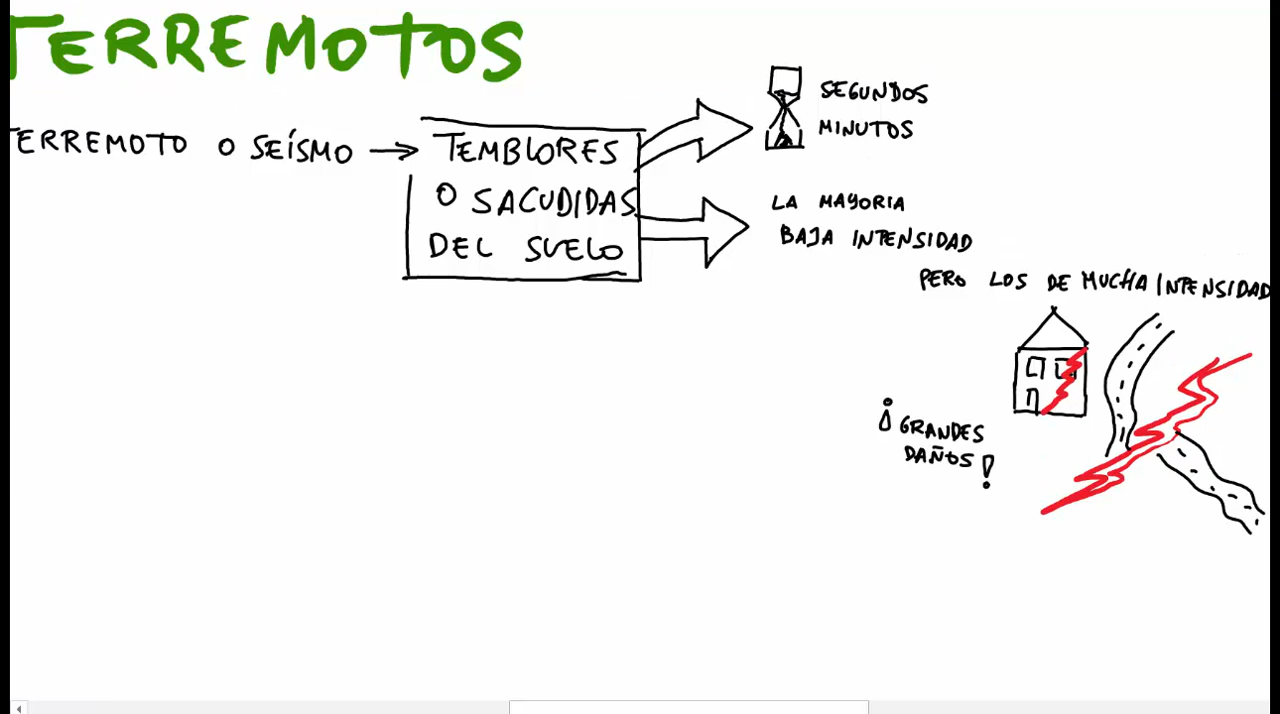 TERREMOTOS
TERREMOTO O SEÍSMO → TEMBLORES
O SACUDIDAS
DEL SUELO
SEGUNDOS
MINUTOS
LA MAYORIA
BAJA INTENSIDAD
PERO LOS DE MUCHA INTENSIDAD
¡GRANDES
DAÑOS!